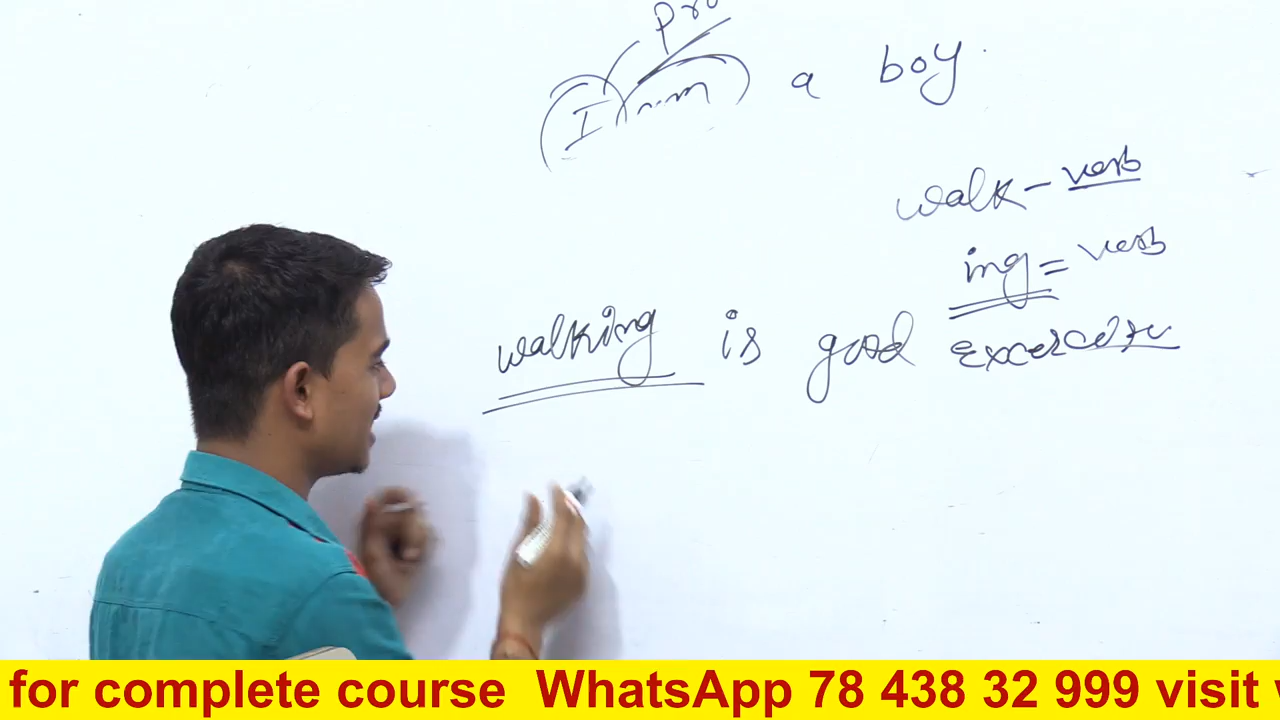 Pro
I am a boy.
walk - verb
ing = verb
walking is good
for complete course WhatsApp 78 438 32 999 visit